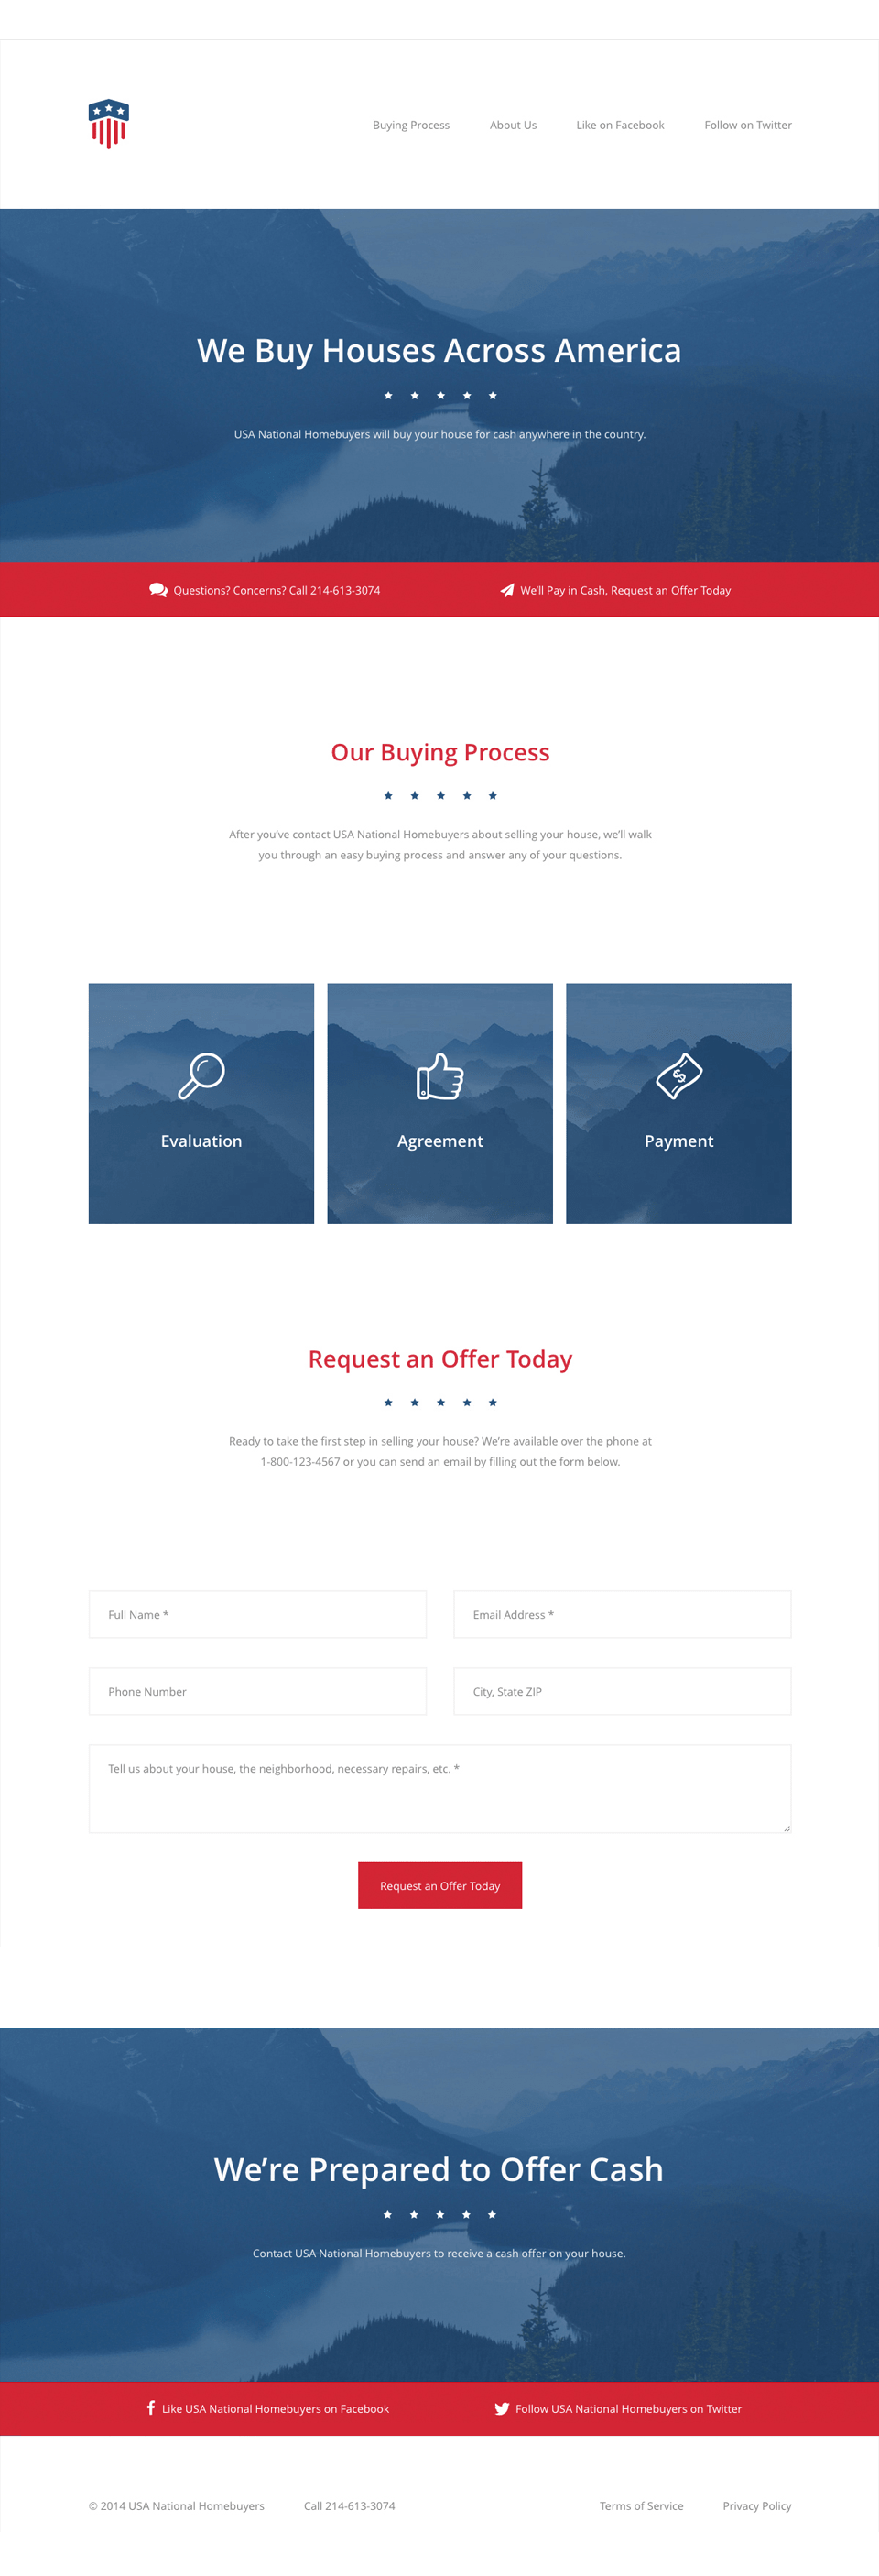 Buying Process
About Us
Like on Facebook
Follow on Twitter
We Buy Houses Across America
USA National Homebuyers will buy your house for cash anywhere in the country.
Questions? Concerns? Call 214-613-3074
We'll Pay in Cash, Request an Offer Today
Our Buying Process
After you've contact USA National Homebuyers about selling your house, we'll walk
you through an easy buying process and answer any of your questions.
Evaluation
Agreement
Payment
Request an Offer Today
Ready to take the first step in selling your house? We're available over the phone at
1-800-123-4567 or you can send an email by filling out the form below.
Full Name *
Email Address *
Phone Number
City, State ZIP
Tell us about your house, the neighborhood, necessary repairs, etc. *
Request an Offer Today
We’re Prepared to Offer Cash
Contact USA National Homebuyers to receive a cash offer on your house.
Like USA National Homebuyers on Facebook
Follow USA National Homebuyers on Twitter
© 2014 USA National Homebuyers
Call 214-613-3074
Terms of Service
Privacy Policy